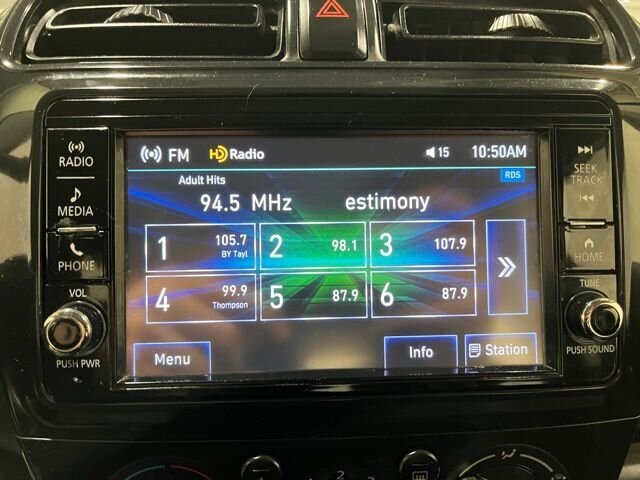 RADIO
MEDIA
PHONE
VOL
PUSH PWR
FM HD Radio 15 10:50AM
Adult Hits RDS
94.5 MHz estimony
1 105.7 BY Tayl
2 98.1
3 107.9
4 99.9 Thompson
5 87.9
6 87.9
Menu Info Station
SEEK
TRACK
HOME
TUNE
PUSH SOUND
2